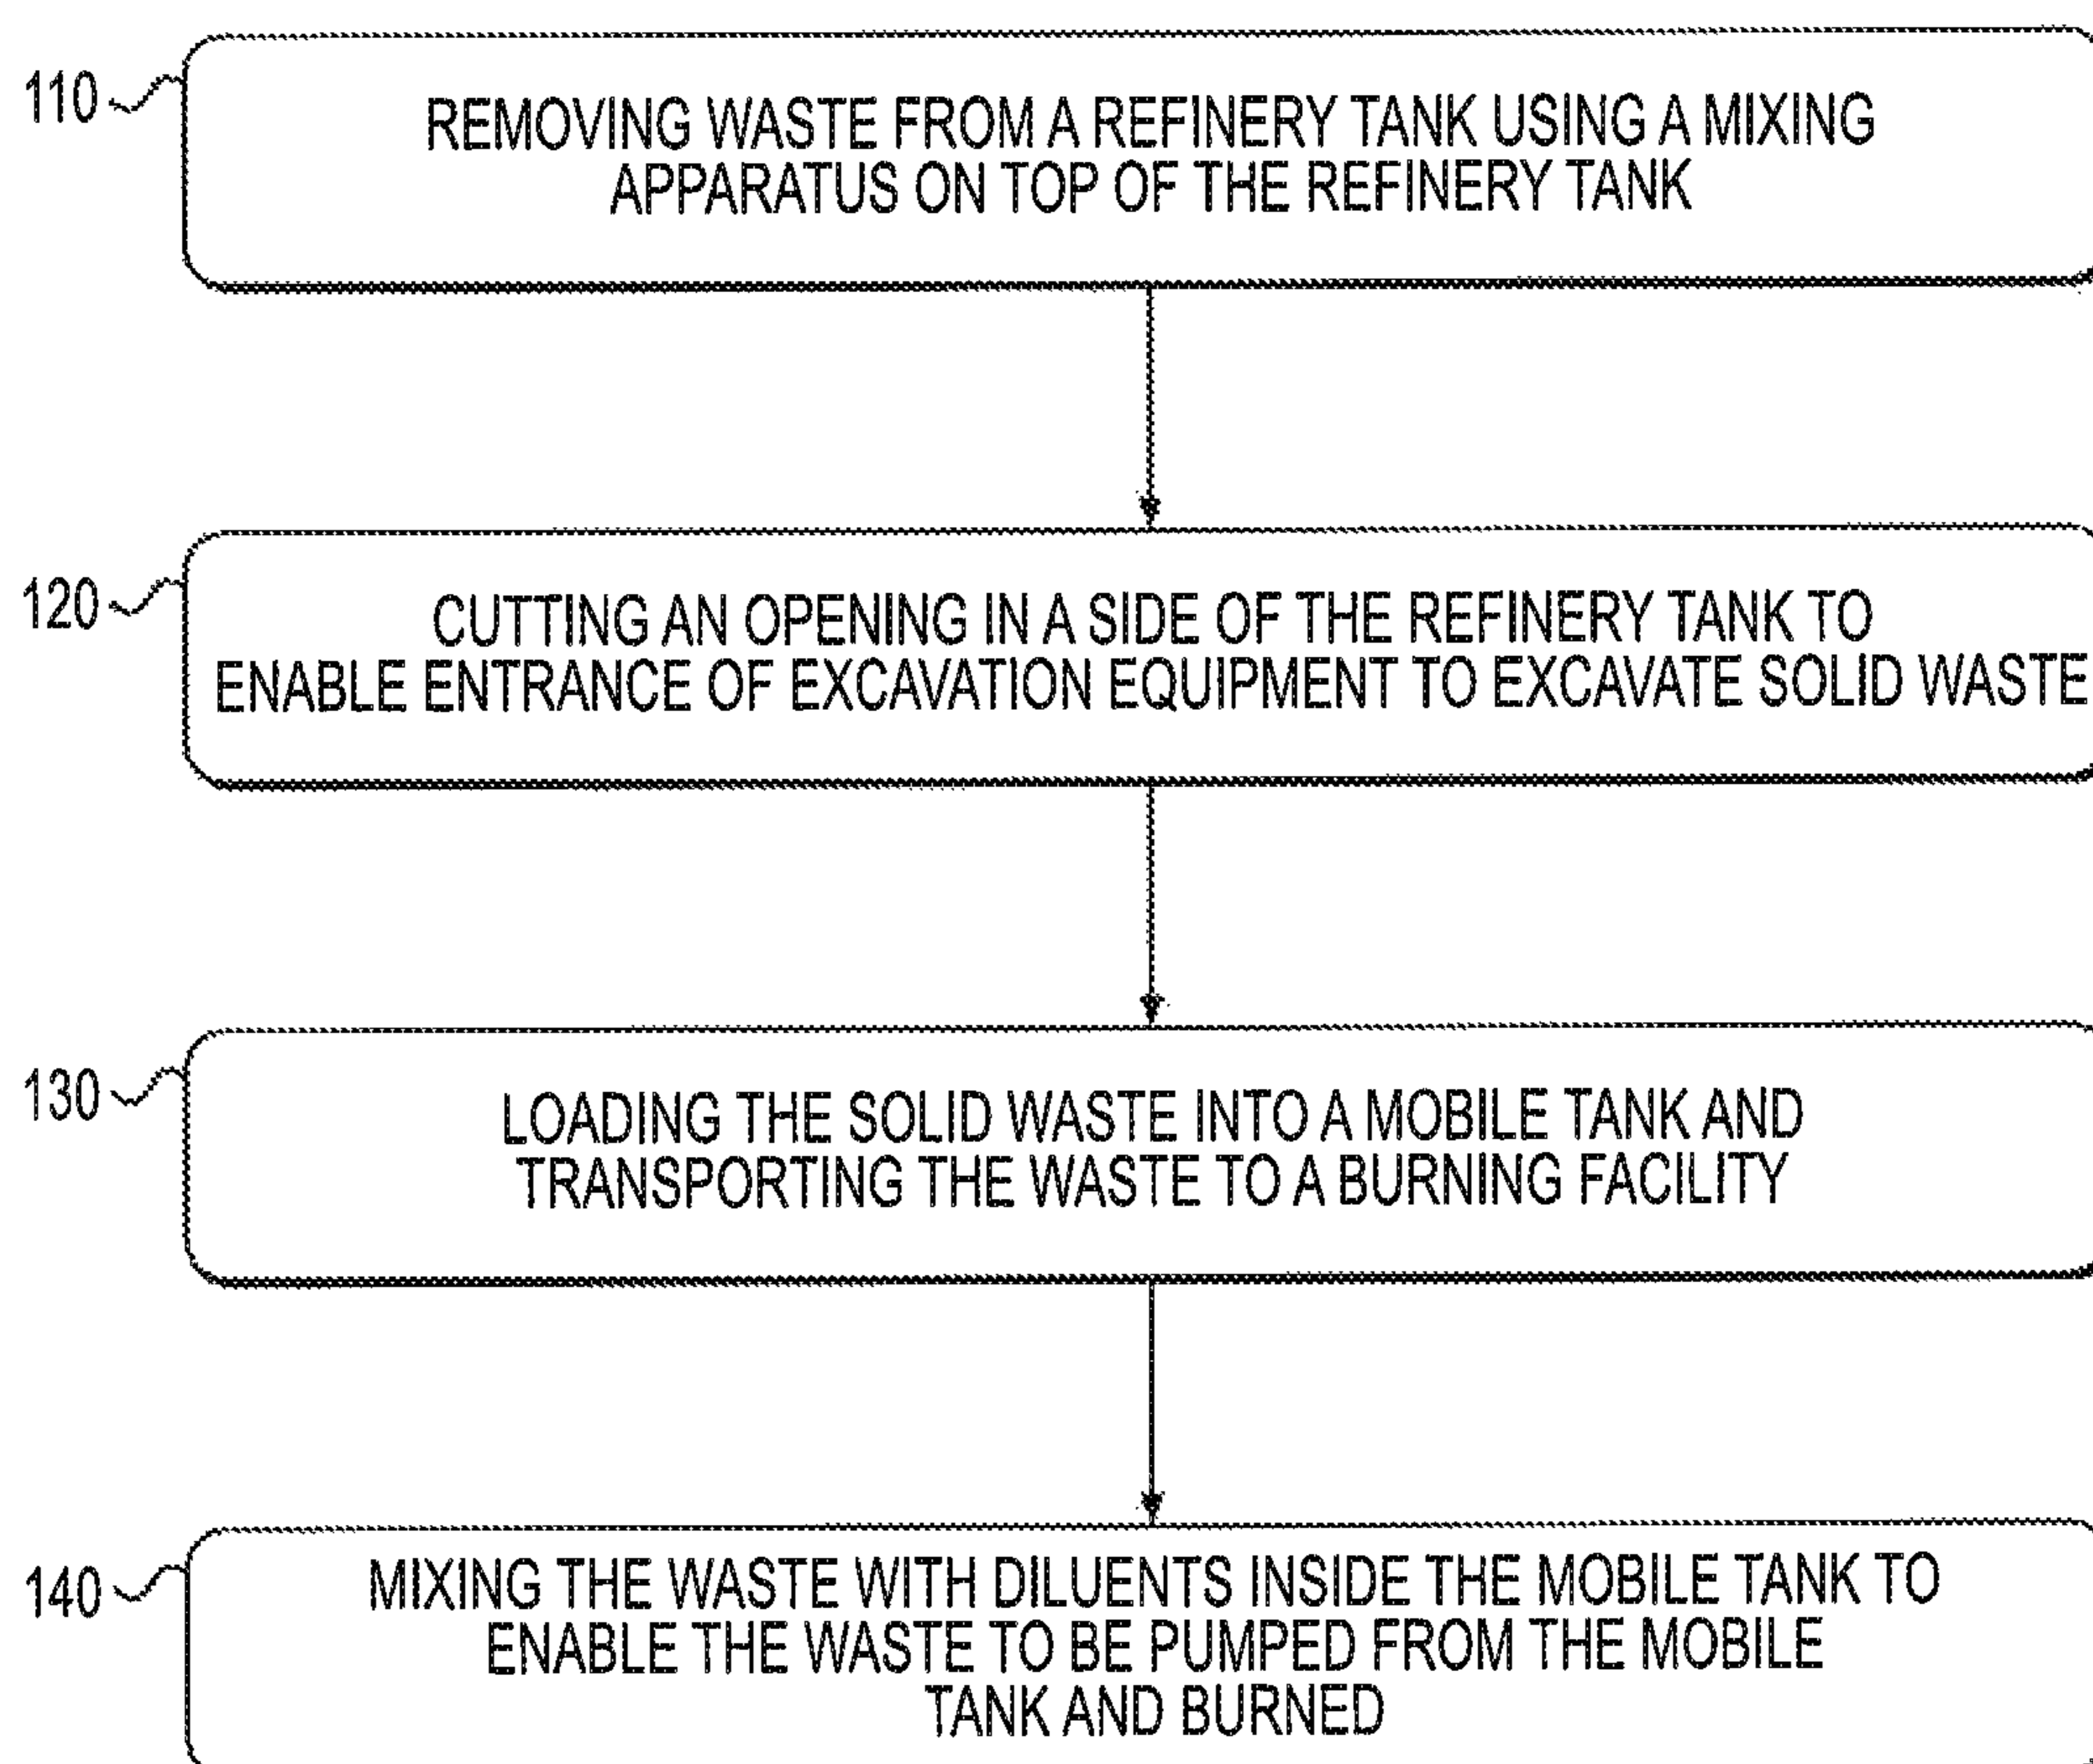 110
REMOVING WASTE FROM A REFINERY TANK USING A MIXING
APPARATUS ON TOP OF THE REFINERY TANK
120
CUTTING AN OPENING IN A SIDE OF THE REFINERY TANK TO
ENABLE ENTRANCE OF EXCAVATION EQUIPMENT TO EXCAVATE SOLID WASTE
130
LOADING THE SOLID WASTE INTO A MOBILE TANK AND
TRANSPORTING THE WASTE TO A BURNING FACILITY
140
MIXING THE WASTE WITH DILUENTS INSIDE THE MOBILE TANK TO
ENABLE THE WASTE TO BE PUMPED FROM THE MOBILE
TANK AND BURNED